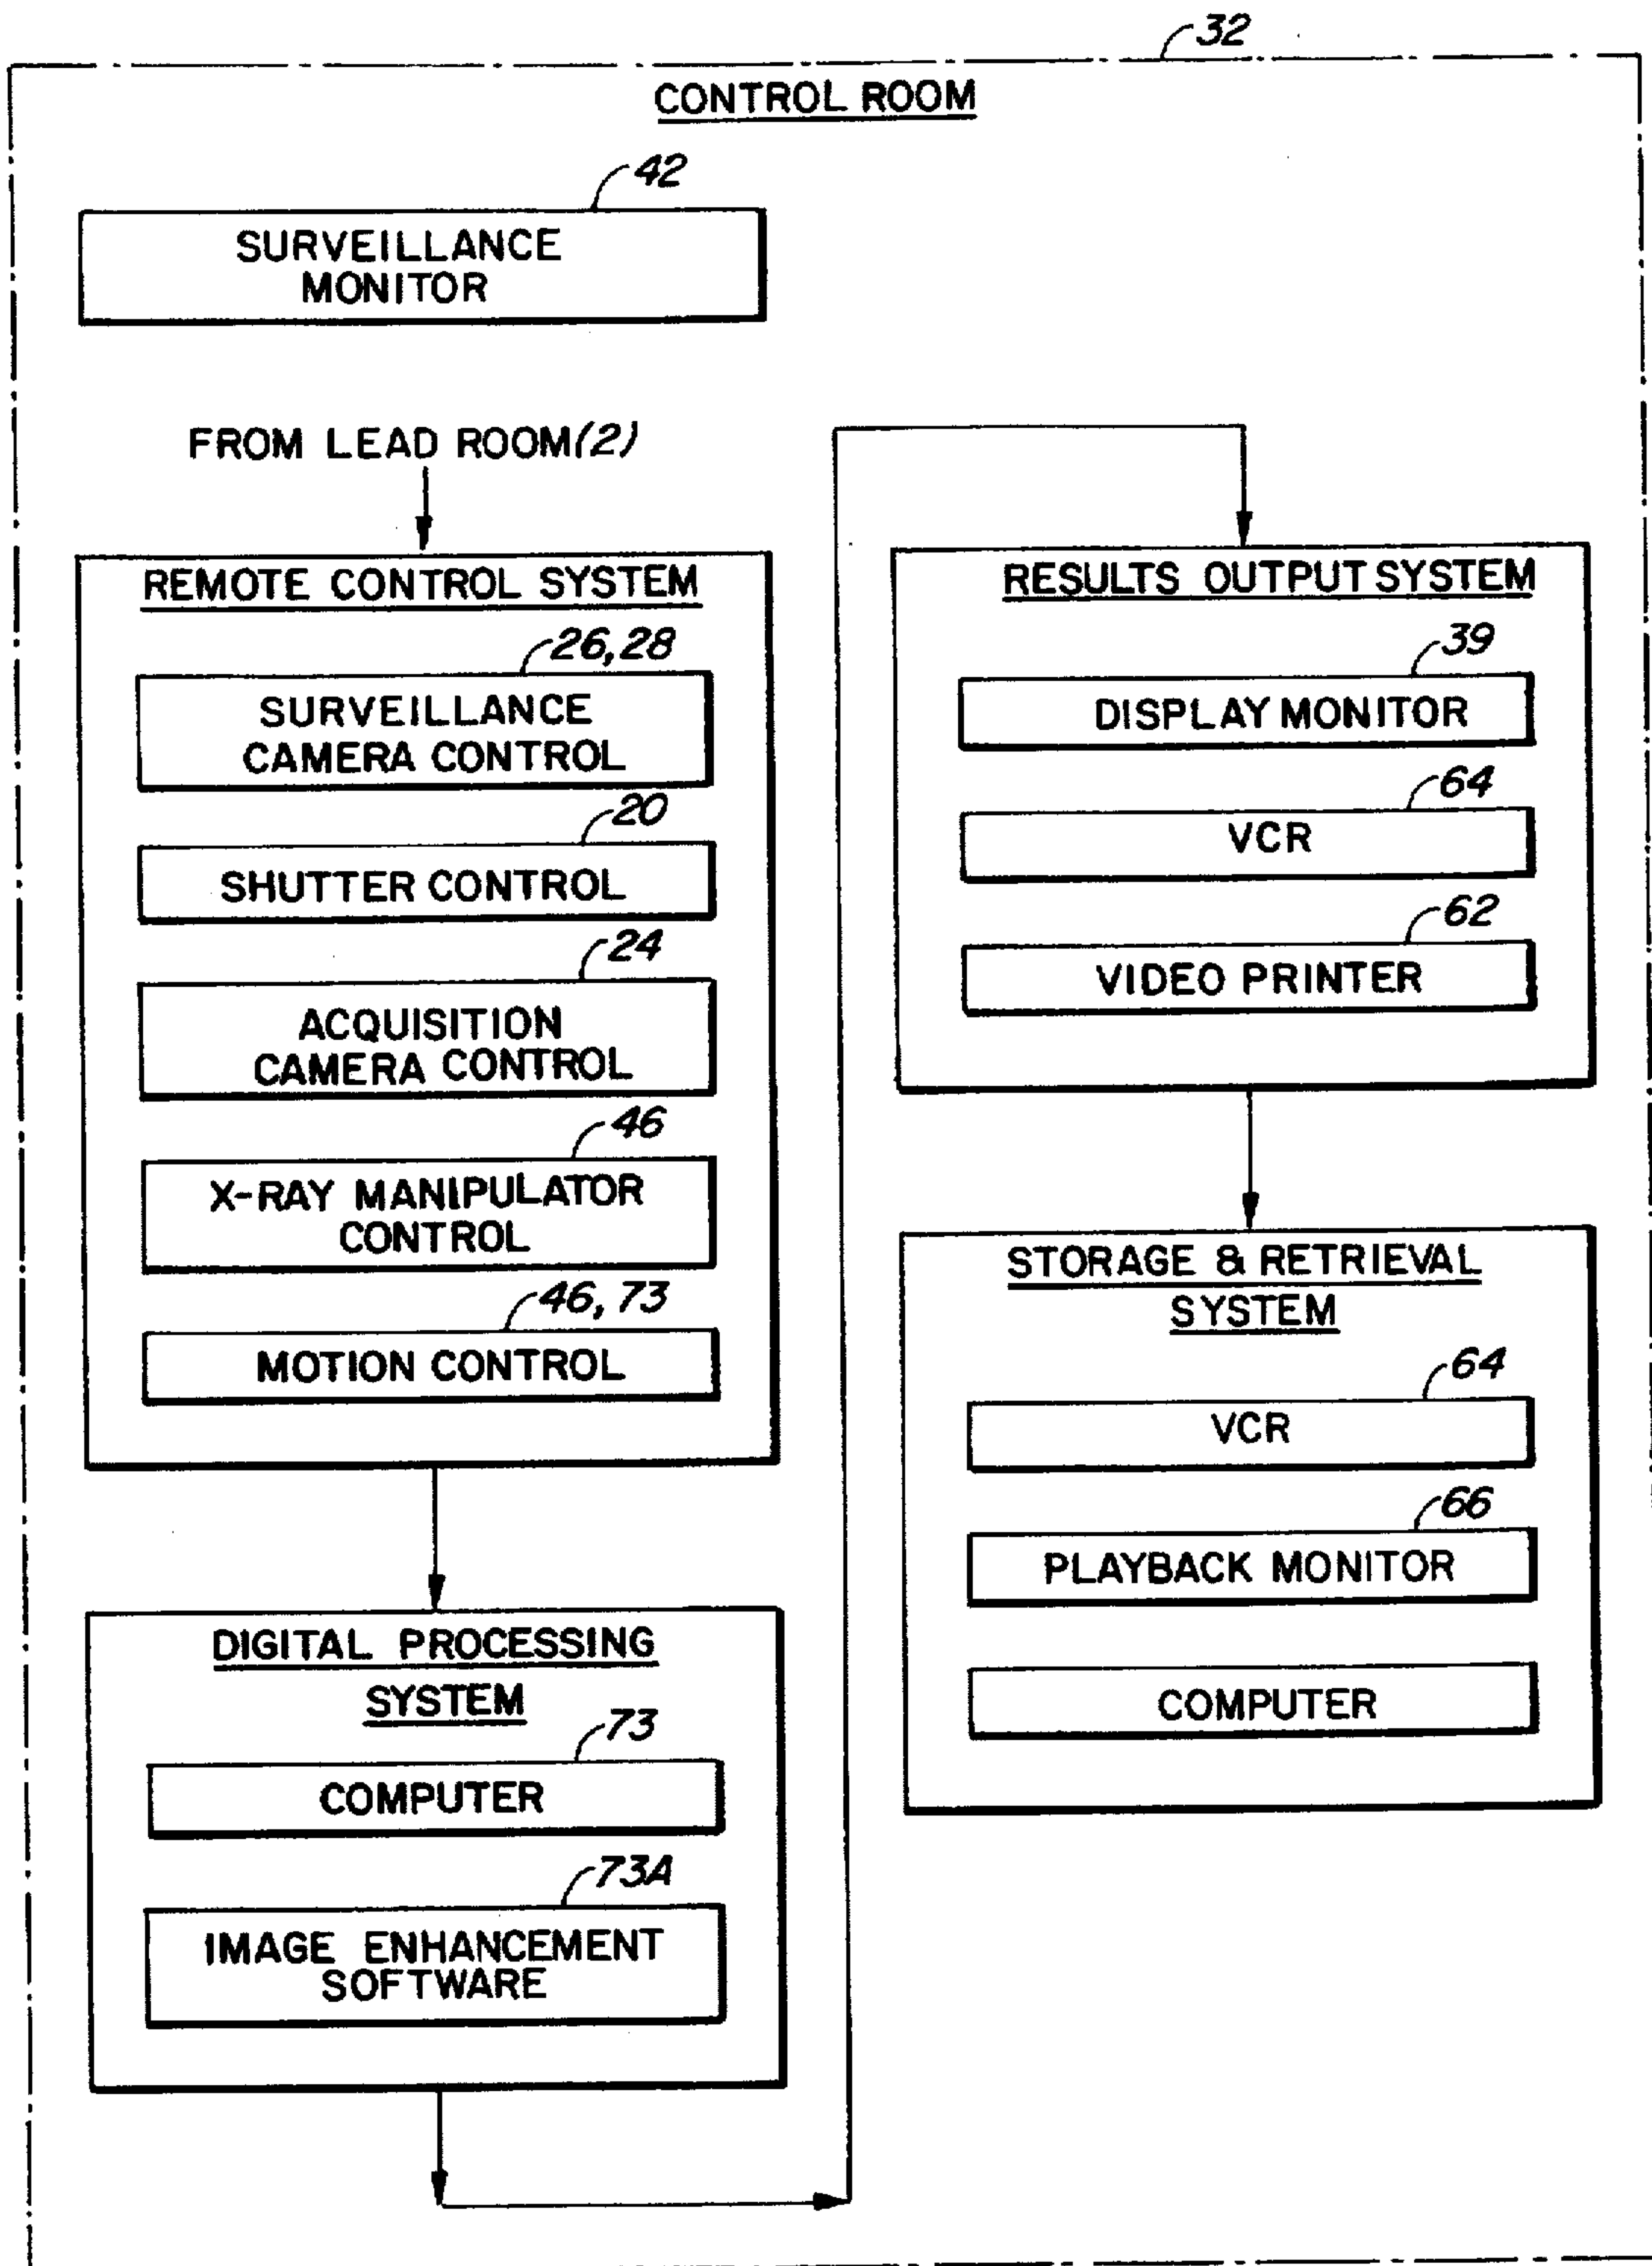 32
CONTROL ROOM
42
SURVEILLANCE
MONITOR
FROM LEAD ROOM(2)
REMOTE CONTROL SYSTEM
26,28
SURVEILLANCE
CAMERA CONTROL
20
SHUTTER CONTROL
24
ACQUISITION
CAMERA CONTROL
46
X-RAY MANIPULATOR
CONTROL
46, 73
MOTION CONTROL
DIGITAL PROCESSING
SYSTEM
73
COMPUTER
73A
IMAGE ENHANCEMENT
SOFTWARE
RESULTS OUTPUT SYSTEM
39
DISPLAY MONITOR
64
VCR
62
VIDEO PRINTER
STORAGE & RETRIEVAL
SYSTEM
64
VCR
66
PLAYBACK MONITOR
COMPUTER